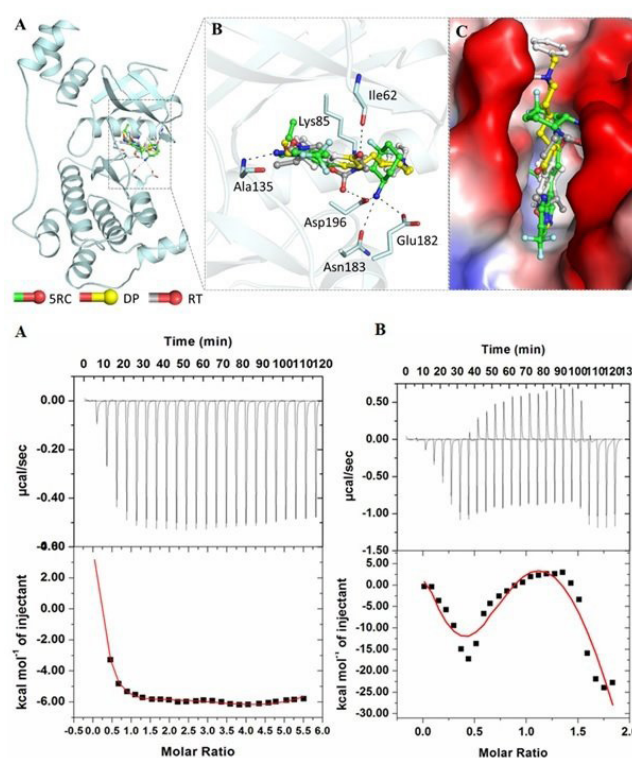 A
B
C
Ile62
Lys85
Ala135
Asp196
Glu182
Asn183
5RC DP RT
A
Time (min)
0 10 20 30 40 50 60 70 80 90 100 110 120
0.00
-0.20
-0.40
µcal/sec
2.00
0.00
-2.00
-4.00
-6.00
kcal mol⁻¹ of injectant
-0.5 0.0 0.5 1.0 1.5 2.0 2.5 3.0 3.5 4.0 4.5 5.0 5.5 6.0
Molar Ratio
B
Time (min)
0 10 20 30 40 50 60 70 80 90 100 110 120
0.50
0.00
-0.50
-1.00
-1.50
µcal/sec
5.00
0.00
-5.00
-10.00
-15.00
-20.00
-25.00
-30.00
kcal mol⁻¹ of injectant
0.0 0.5 1.0 1.5 2.0
Molar Ratio